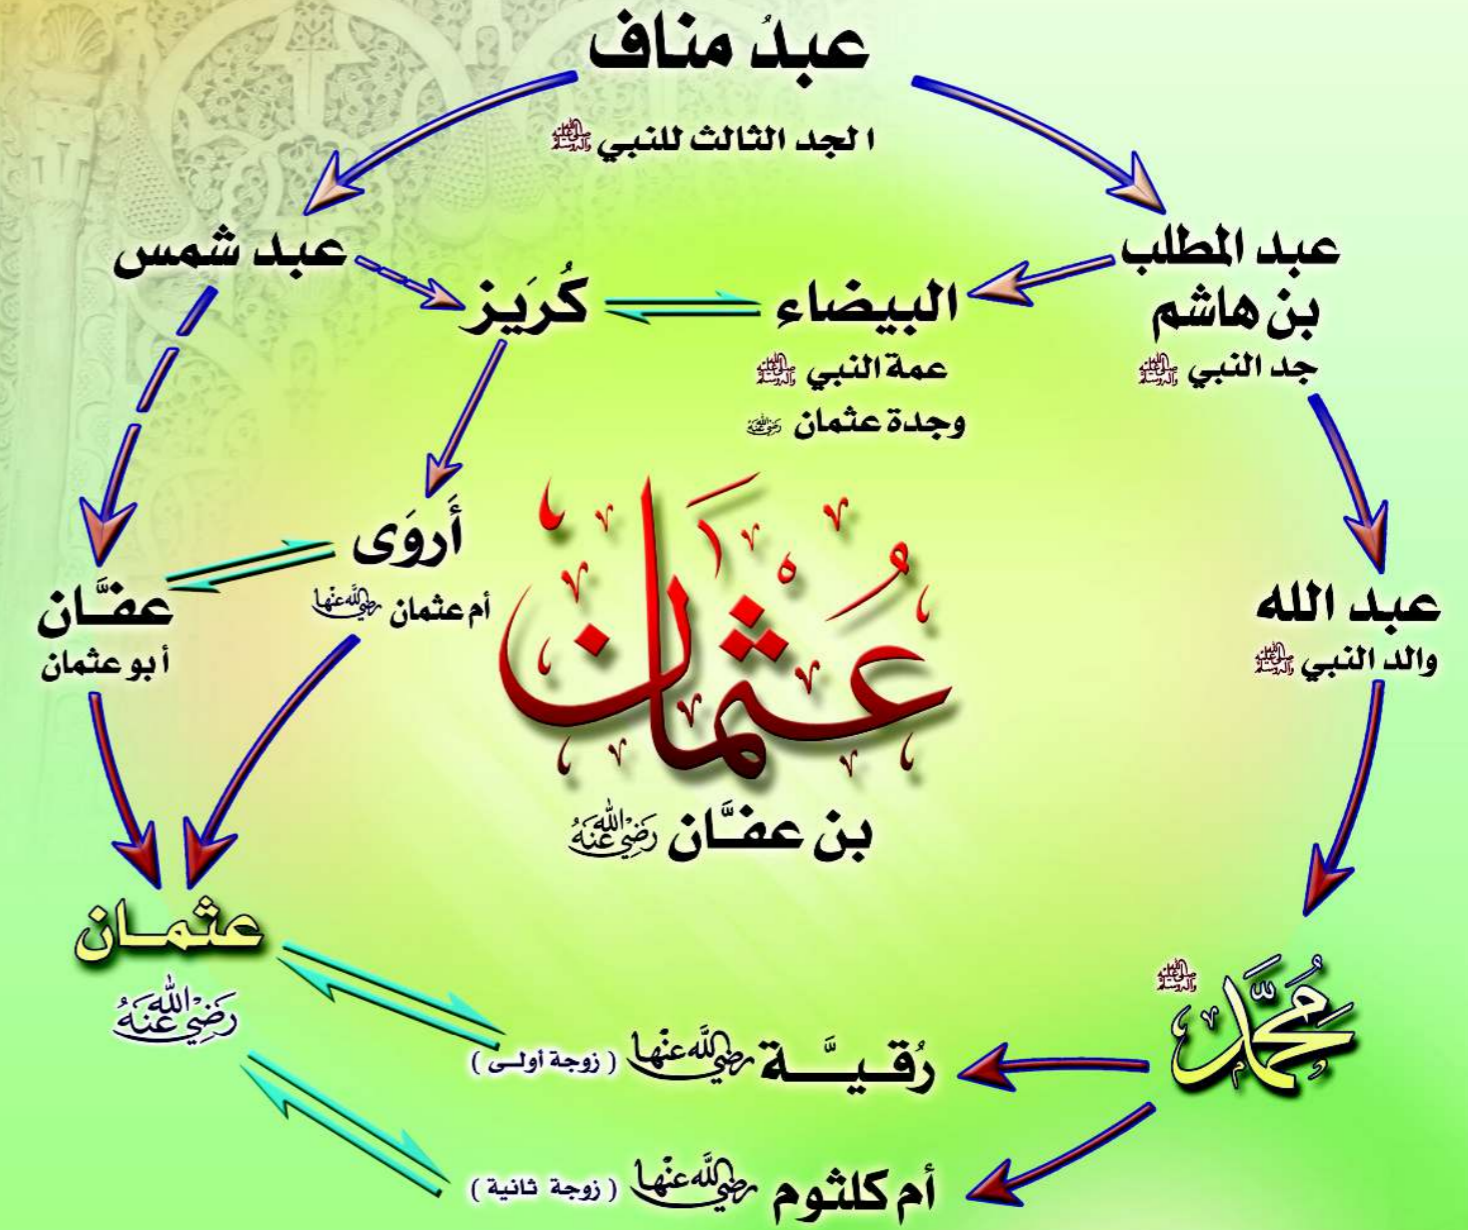 عبدُ مناف
الجد الثالث للنبي ﷺ
عبد المطلب
بن هاشم
جد النبي ﷺ
عبد شمس
البيضاء
عمة النبي ﷺ
وجدة عثمان رضي الله عنه
كُرَيز
عبد الله
والد النبي ﷺ
أَروَى
أم عثمان رضي الله عنها
عفَّان
أبو عثمان
عُثْمَان
بن عفَّان رَضِيَ اللهُ عَنْهُ
عثمان
رَضِيَ اللهُ عَنْهُ
مُحَمَّد ﷺ
رُقيَّة رضي الله عنها (زوجة أولى)
أم كلثوم رضي الله عنها (زوجة ثانية)